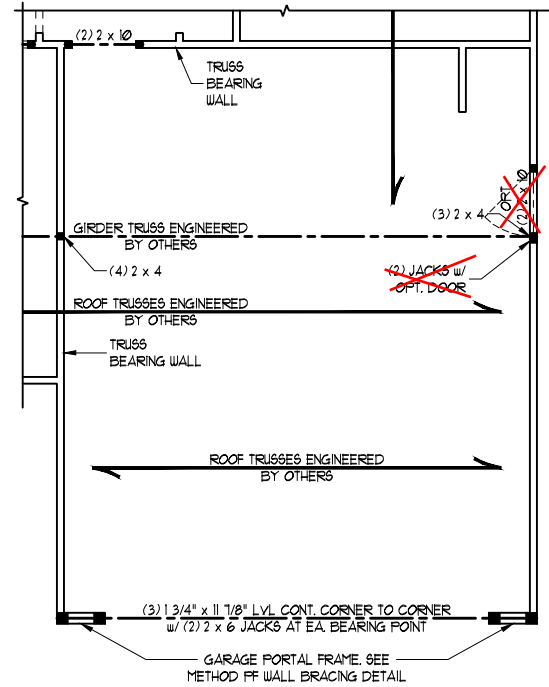 (2) 2 x 10
TRUSS
BEARING
WALL
OPT.
(2) 2 x 10
(3) 2 x 4
GIRDER TRUSS ENGINEERED
BY OTHERS
(4) 2 x 4
(2) JACKS w/
OPT. DOOR
ROOF TRUSSES ENGINEERED
BY OTHERS
TRUSS
BEARING WALL
ROOF TRUSSES ENGINEERED
BY OTHERS
(3) 1 3/4" x 11 7/8" LVL CONT. CORNER TO CORNER
w/ (2) 2 x 6 JACKS AT EA. BEARING POINT
GARAGE PORTAL FRAME. SEE
METHOD PF WALL BRACING DETAIL